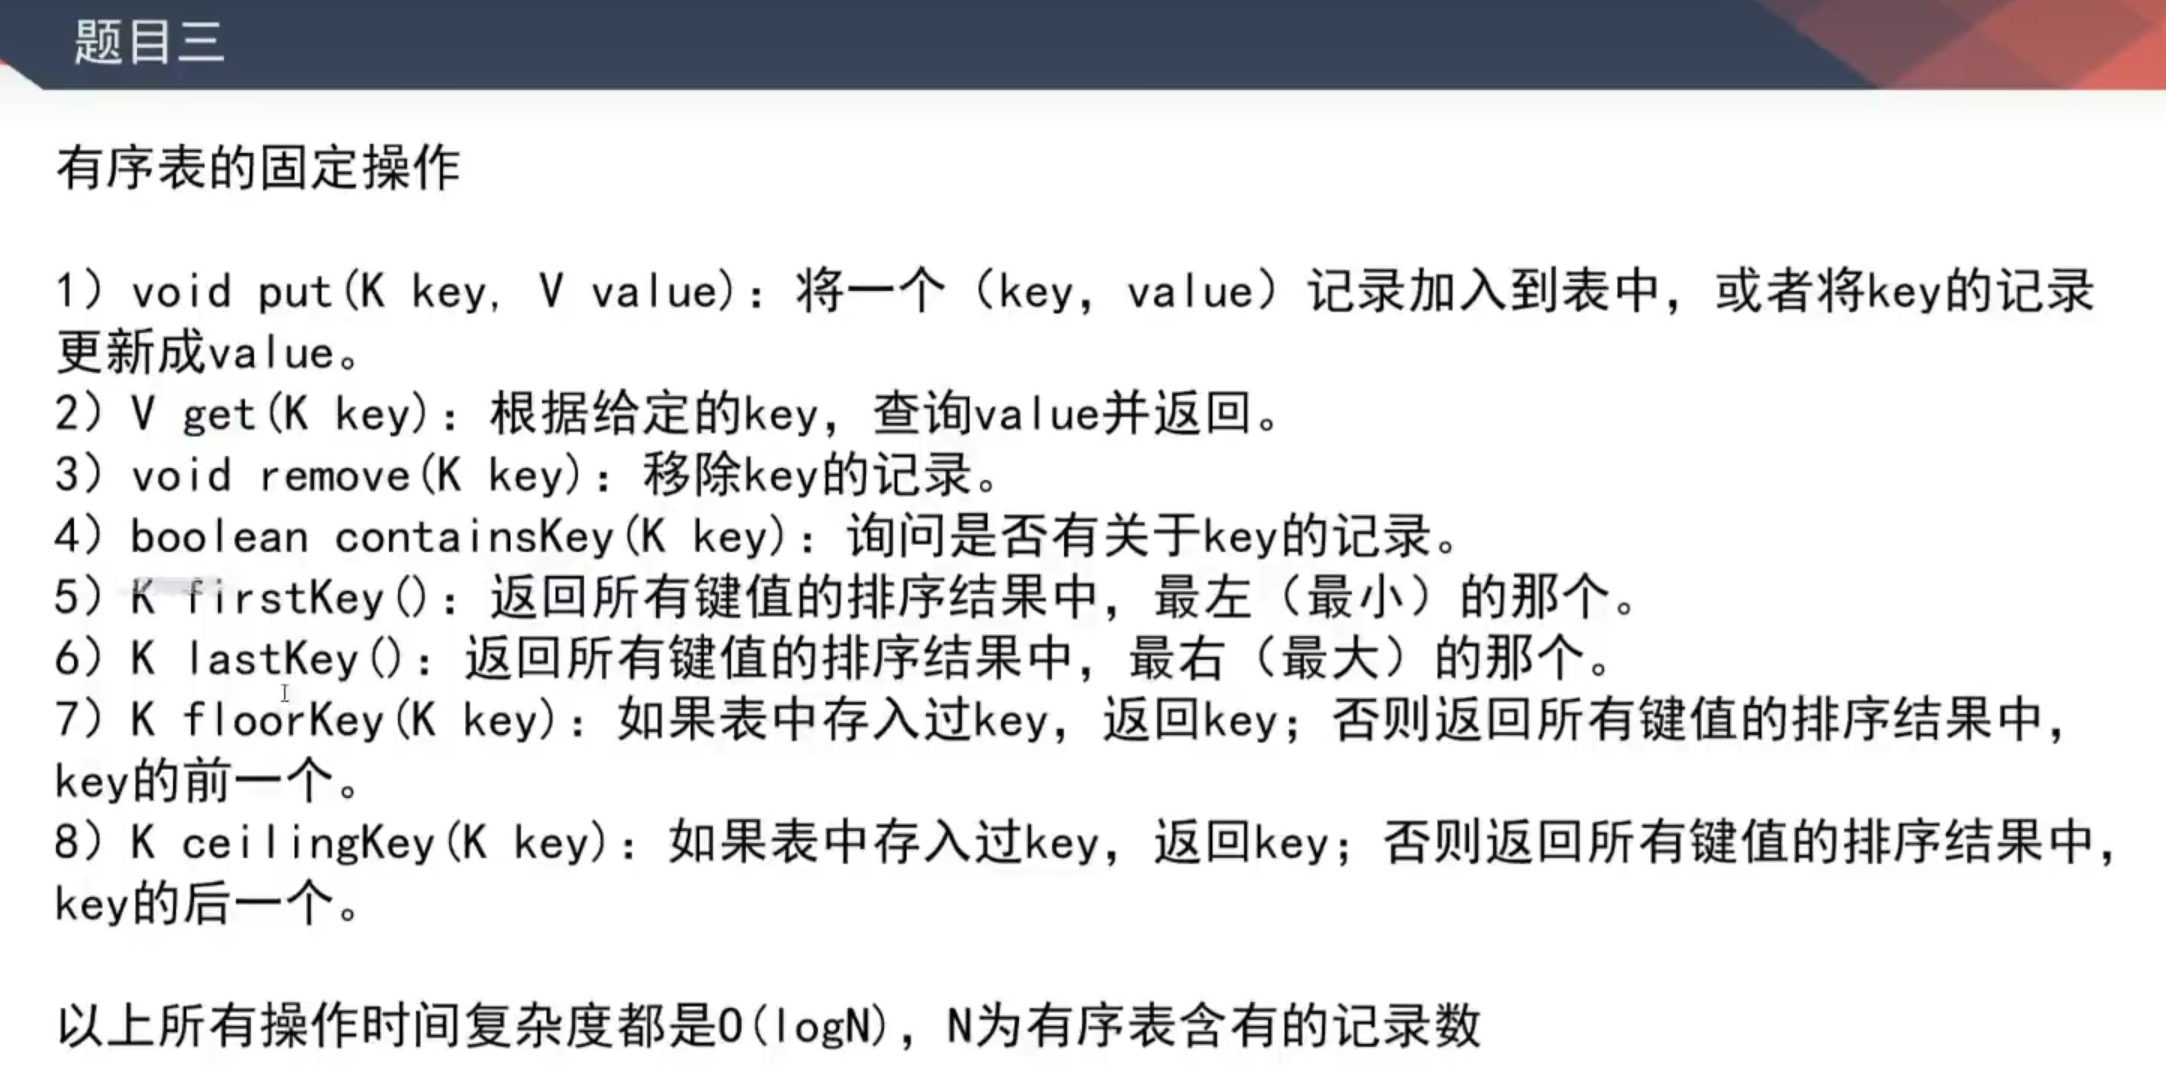 题目三
有序表的固定操作
1）void put(K key, V value)：将一个（key，value）记录加入到表中，或者将key的记录
更新成value。
2）V get(K key)：根据给定的key，查询value并返回。
3）void remove(K key)：移除key的记录。
4）boolean containsKey(K key)：询问是否有关于key的记录。
5）K firstKey()：返回所有键值的排序结果中，最左（最小）的那个。
6）K lastKey()：返回所有键值的排序结果中，最右（最大）的那个。
7）K floorKey(K key)：如果表中存入过key，返回key；否则返回所有键值的排序结果中，
key的前一个。
8）K ceilingKey(K key)：如果表中存入过key，返回key；否则返回所有键值的排序结果中，
key的后一个。
以上所有操作时间复杂度都是O(logN)，N为有序表含有的记录数